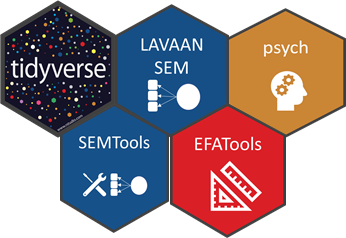 tidyverse
LAVAAN
SEM
psych
SEMTools
EFATools